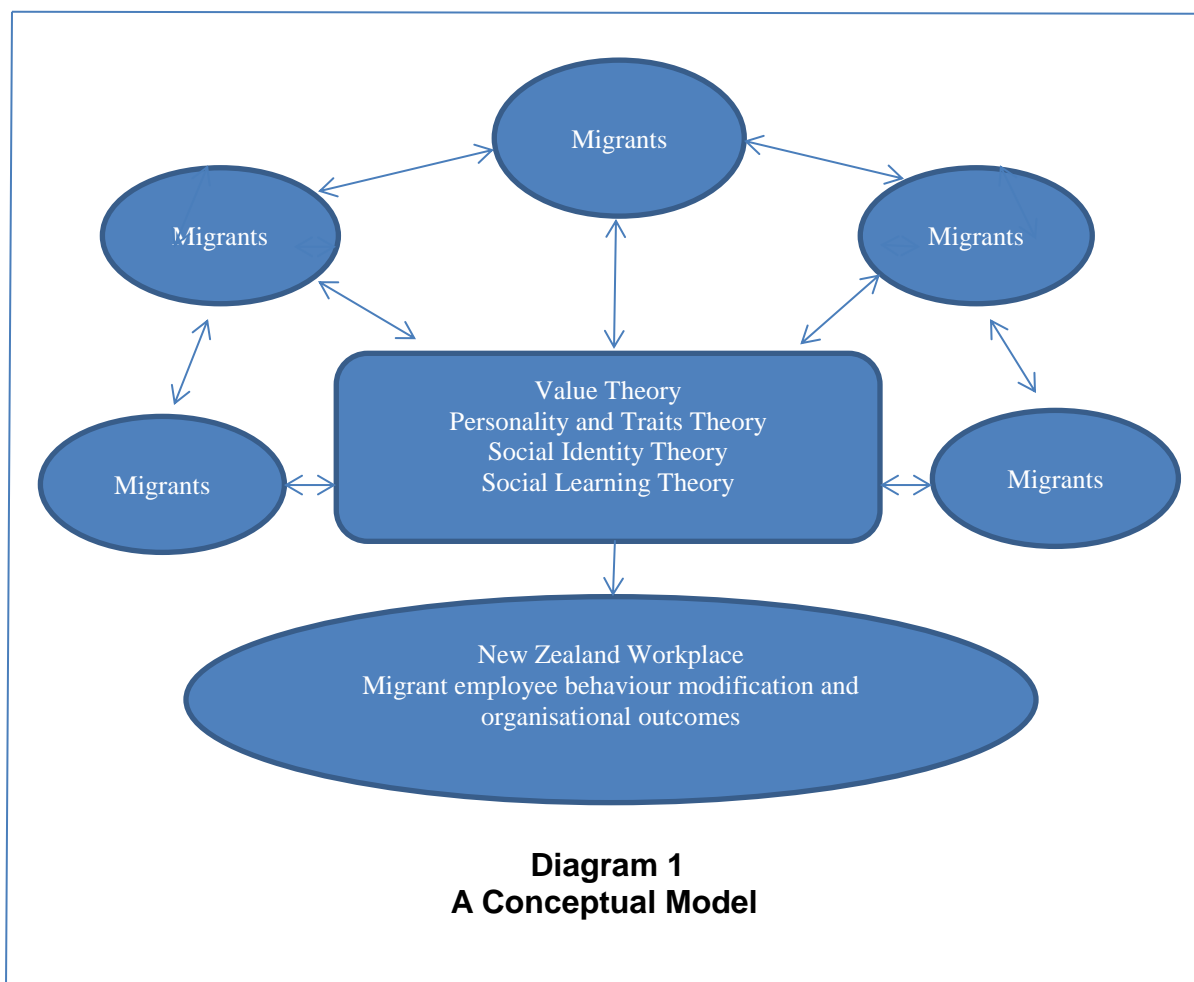 Migrants
Migrants
Migrants
Value Theory
Personality and Traits Theory
Social Identity Theory
Social Learning Theory
Migrants
Migrants
New Zealand Workplace
Migrant employee behaviour modification and
organisational outcomes
Diagram 1
A Conceptual Model